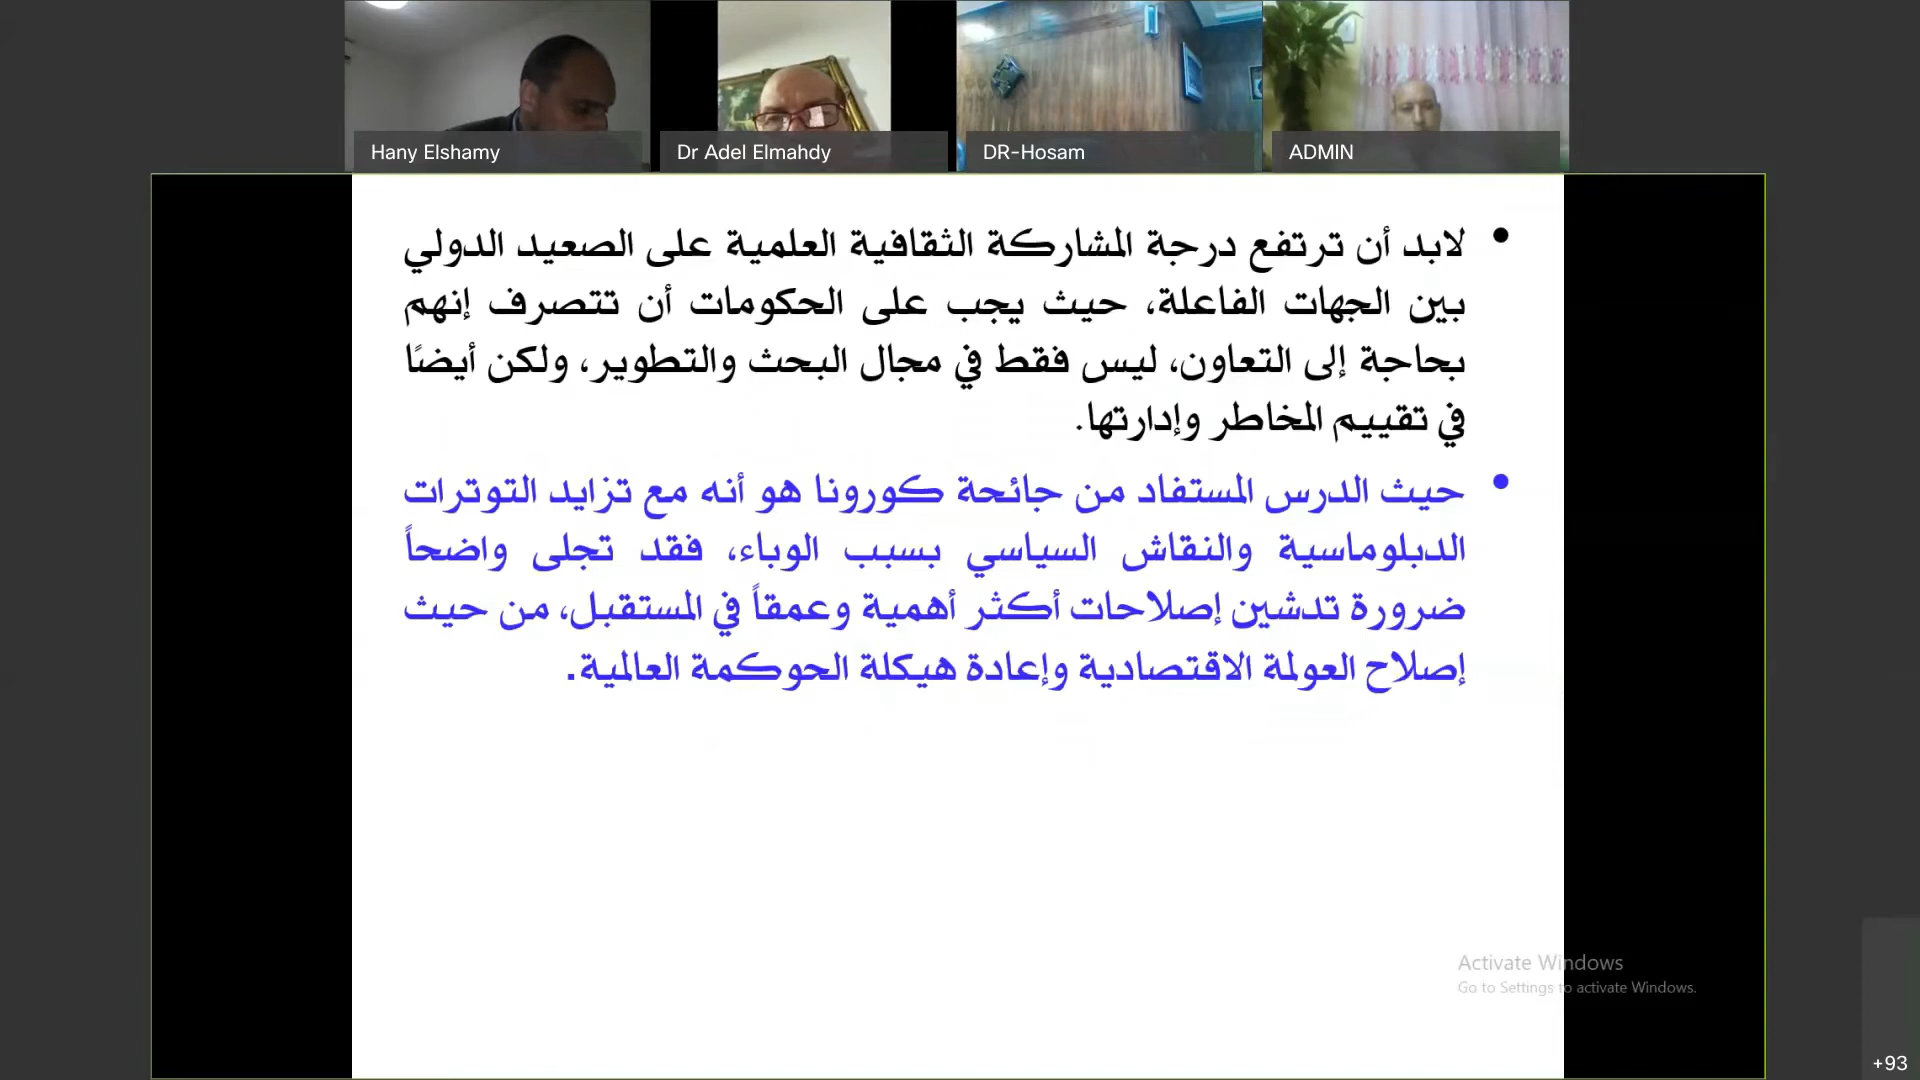 Hany Elshamy
Dr Adel Elmahdy
DR-Hosam
ADMIN
• لابد أن ترتفع درجة المشاركة الثقافية العلمية على الصعيد الدولي
بين الجهات الفاعلة، حيث يجب على الحكومات أن تتصرف إنهم
بحاجة إلى التعاون، ليس فقط في مجال البحث والتطوير، ولكن أيضًا
في تقييم المخاطر وإدارتها.
• حيث الدرس المستفاد من جائحة كورونا هو أنه مع تزايد التوترات
الدبلوماسية والنقاش السياسي بسبب الوباء، فقد تجلى واضحاً
ضرورة تدشين إصلاحات أكثر أهمية وعمقاً في المستقبل، من حيث
إصلاح العولمة الاقتصادية وإعادة هيكلة الحوكمة العالمية.
Activate Windows
Go to Settings to activate Windows.
+93